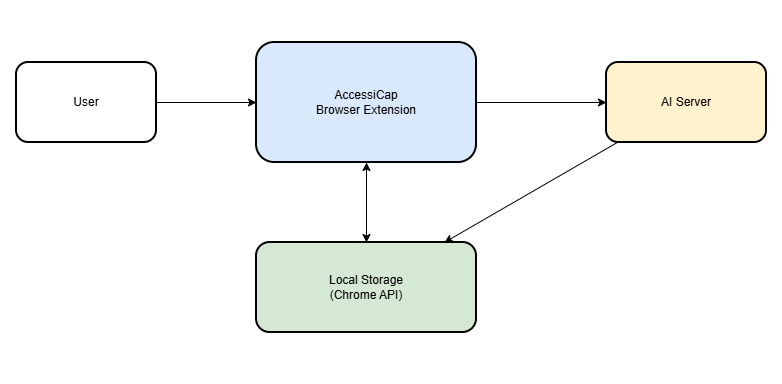 User
AccessiCap
Browser Extension
AI Server
Local Storage
(Chrome API)